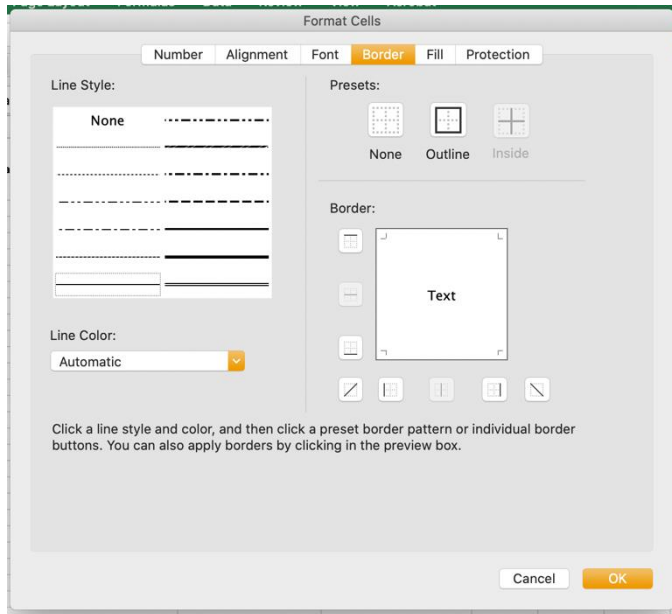 Format Cells
Number Alignment Font Border Fill Protection
Line Style:
None
Presets:
None Outline Inside
Border:
Text
Line Color:
Automatic
Click a line style and color, and then click a preset border pattern or individual border
buttons. You can also apply borders by clicking in the preview box.
Cancel OK